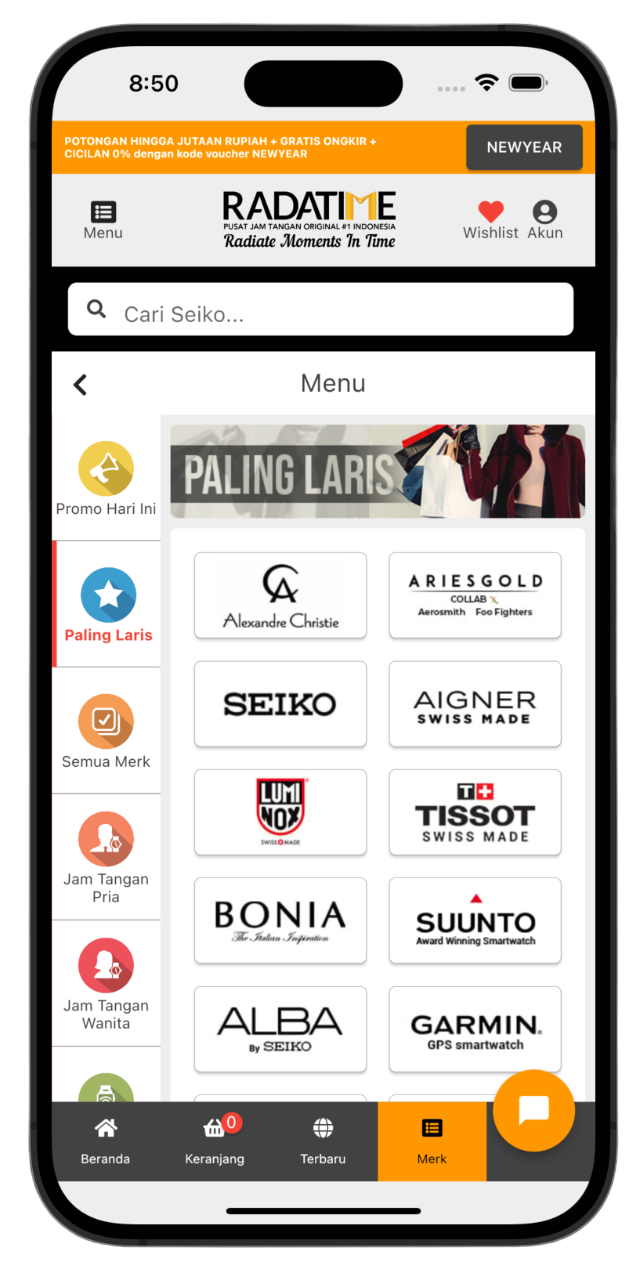 8:50
POTONGAN HINGGA JUTAAN RUPIAH + GRATIS ONGKIR +
CICILAN 0% dengan kode voucher NEWYEAR
NEWYEAR
Menu
RADATIME
PUSAT JAM TANGAN ORIGINAL #1 INDONESIA
Radiate Moments In Time
Wishlist
Akun
Cari Seiko...
Menu
Promo Hari Ini
Paling Laris
Semua Merk
Jam Tangan
Pria
Jam Tangan
Wanita
PALING LARIS
CA
Alexandre Christie
ARIESGOLD
COLLAB
Aerosmith Foo Fighters
SEIKO
AIGNER
SWISS MADE
LUMI
NOX
SWISS MADE
T+
TISSOT
SWISS MADE
BONIA
The Italian Inspiration
SUUNTO
Award Winning Smartwatch
ALBA
By SEIKO
GARMIN.
GPS smartwatch
Beranda
0
Keranjang
Terbaru
Merk